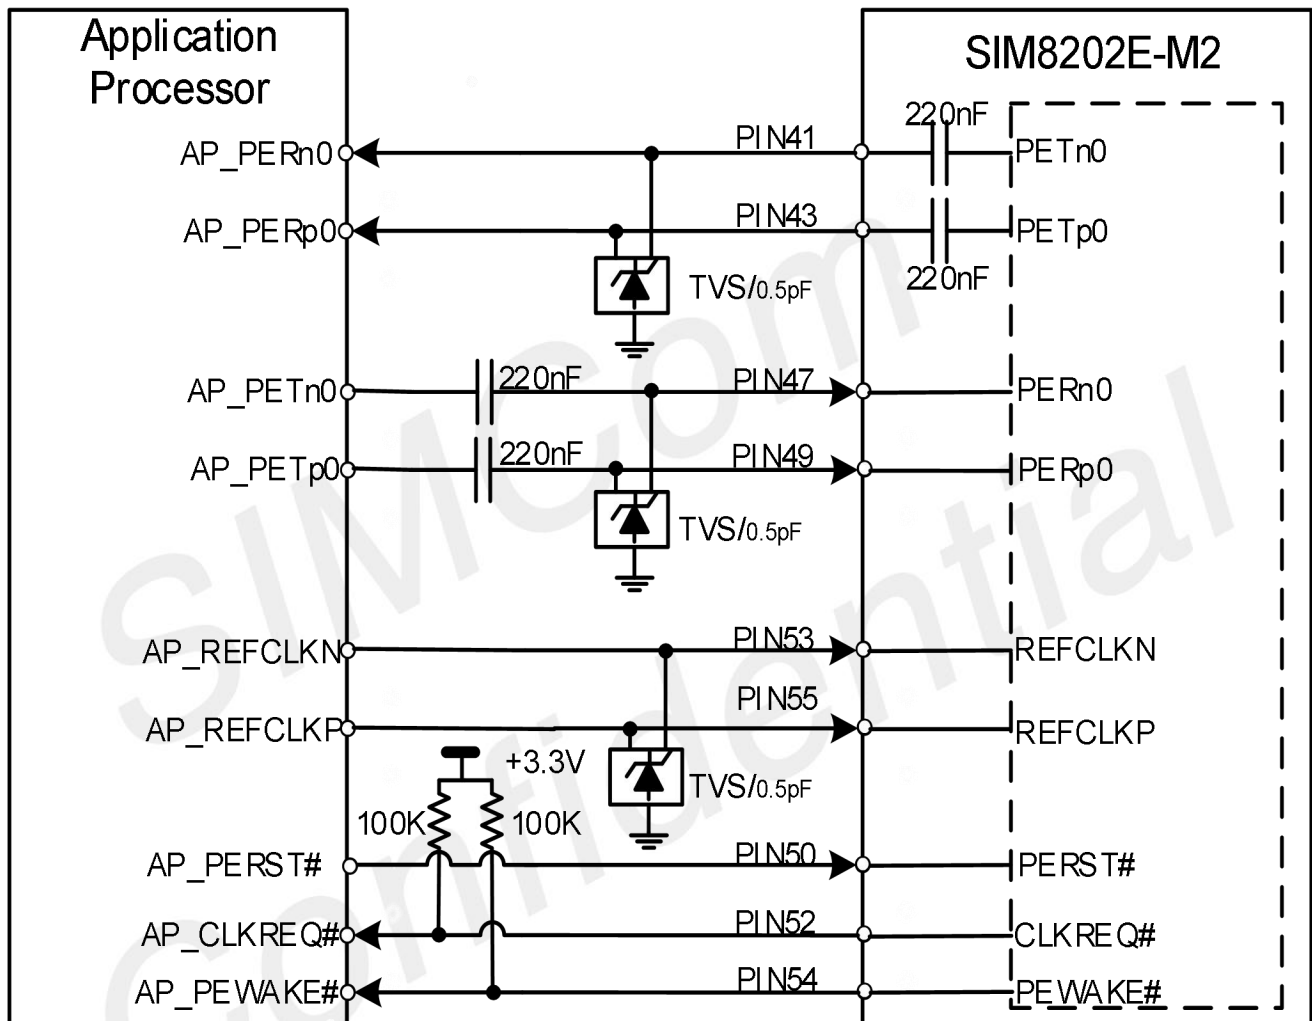 Application
Processor
SIM8202E-M2
220nF
AP_PERn0
PIN41
PETn0
AP_PERp0
PIN43
PETp0
220nF
TVS/0.5pF
AP_PETn0
220nF
PIN47
PERn0
AP_PETp0
220nF
PIN49
PERp0
TVS/0.5pF
AP_REFCLKN
PIN53
REFCLKN
AP_REFCLKP
PIN55
REFCLKP
+3.3V
TVS/0.5pF
100K
100K
AP_PERST#
PIN50
PERST#
AP_CLKREQ#
PIN52
CLKREQ#
AP_PEWAKE#
PIN54
PEWAKE#
SIMCom
Confidential